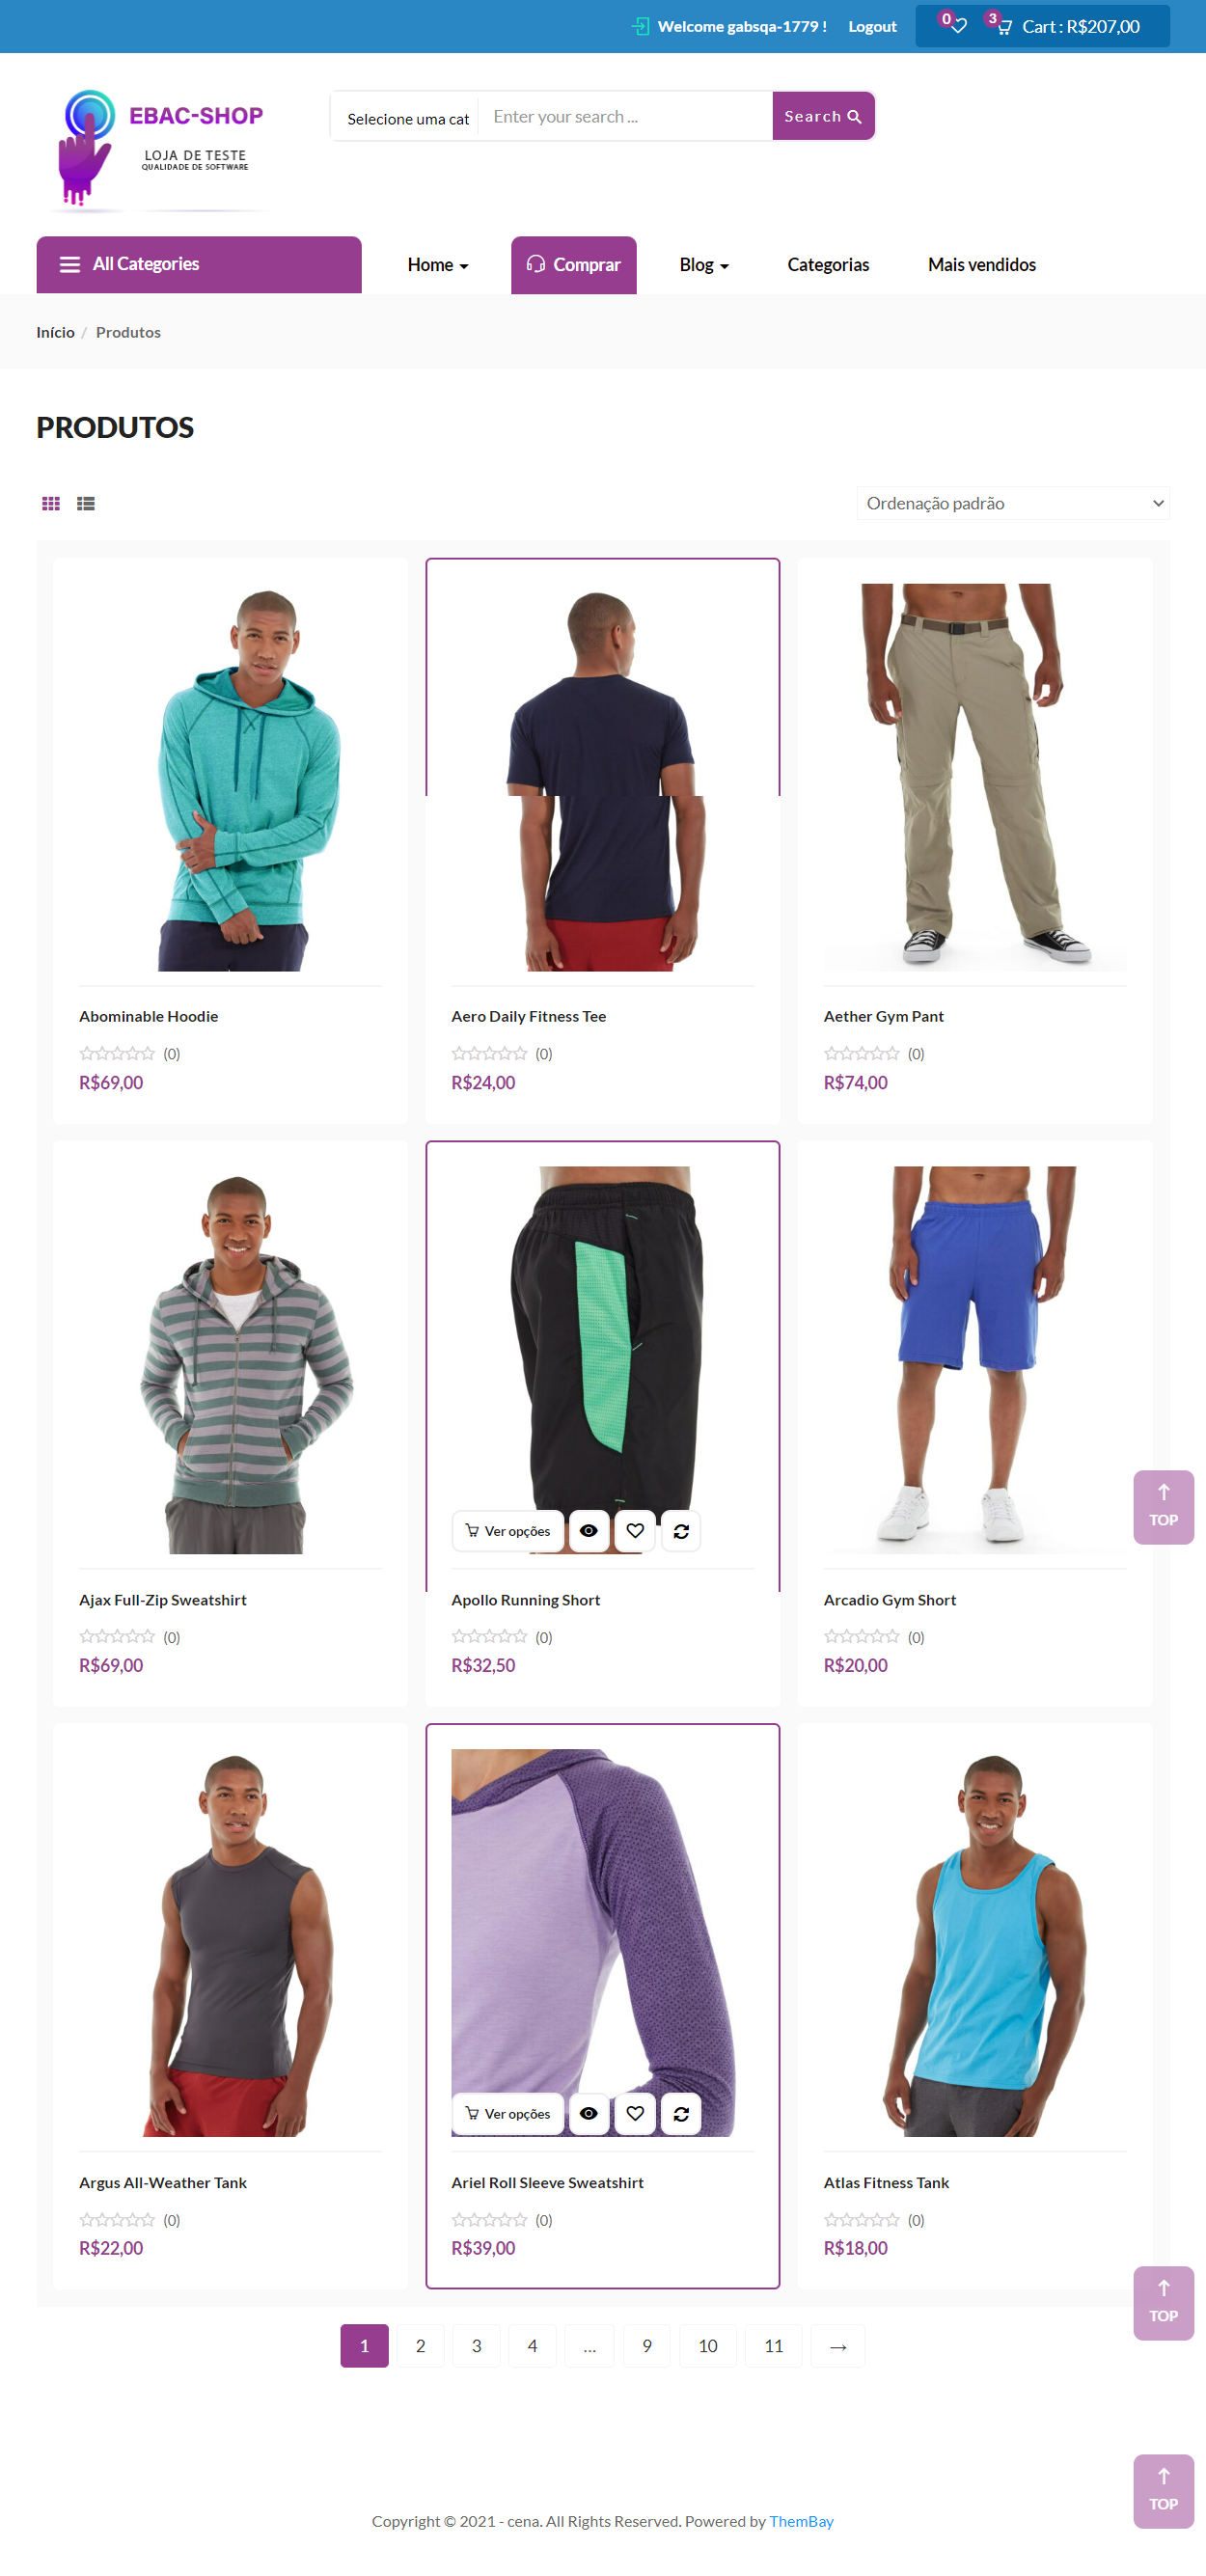 Welcome gabsqa-1779 ! Logout 0 3 Cart : R$207,00
EBAC-SHOP
LOJA DE TESTE
QUALIDADE DE SOFTWARE
Selecione uma cat Enter your search ... Search
All Categories Home Comprar Blog Categorias Mais vendidos
Início / Produtos
PRODUTOS
Ordenação padrão
Abominable Hoodie Aero Daily Fitness Tee Aether Gym Pant
(0) (0) (0)
R$69,00 R$24,00 R$74,00
TOP
Ver opções
Ajax Full-Zip Sweatshirt Apollo Running Short Arcadio Gym Short
(0) (0) (0)
R$69,00 R$32,50 R$20,00
Ver opções
Argus All-Weather Tank Ariel Roll Sleeve Sweatshirt Atlas Fitness Tank
(0) (0) (0)
R$22,00 R$39,00 R$18,00
TOP
1 2 3 4 … 9 10 11 →
TOP
Copyright © 2021 - cena. All Rights Reserved. Powered by ThemBay